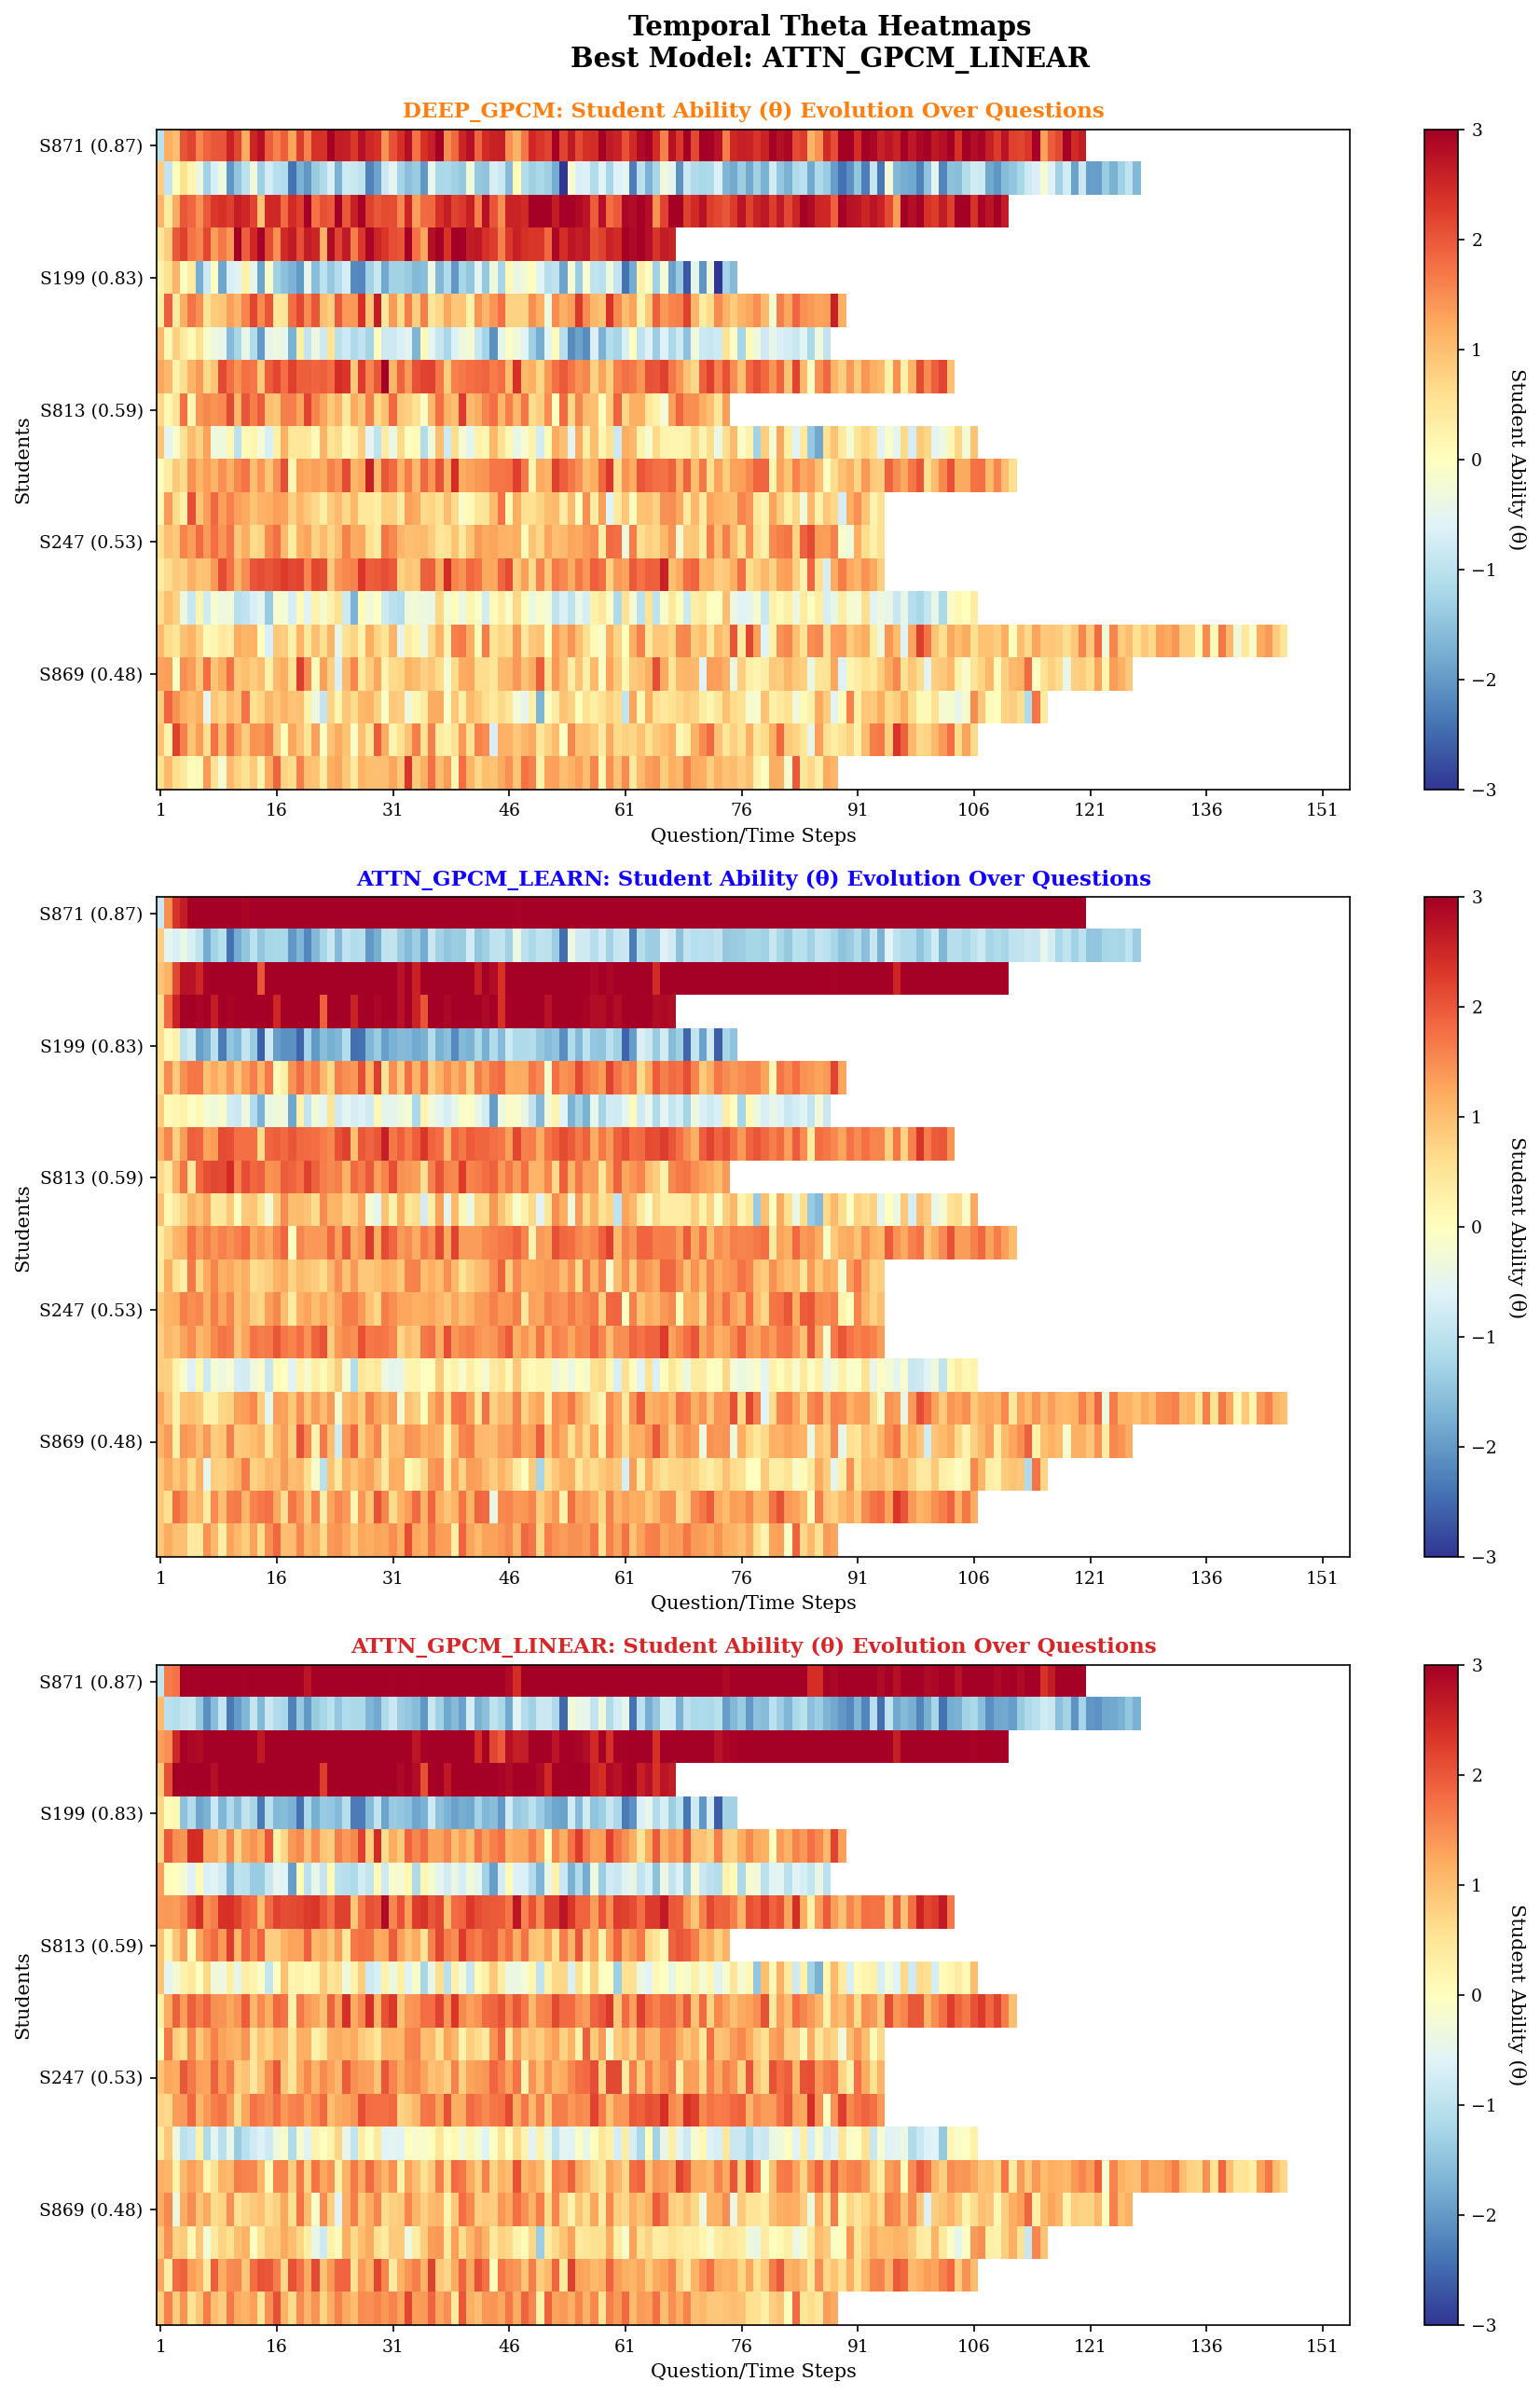 Temporal Theta Heatmaps
Best Model: ATTN_GPCM_LINEAR
DEEP_GPCM: Student Ability (θ) Evolution Over Questions
Students
S871 (0.87)
S199 (0.83)
S813 (0.59)
S247 (0.53)
S869 (0.48)
1 16 31 46 61 76 91 106 121 136 151
Question/Time Steps
3
2
1
0
−1
−2
−3
Student Ability (θ)
ATTN_GPCM_LEARN: Student Ability (θ) Evolution Over Questions
Students
S871 (0.87)
S199 (0.83)
S813 (0.59)
S247 (0.53)
S869 (0.48)
1 16 31 46 61 76 91 106 121 136 151
Question/Time Steps
3
2
1
0
−1
−2
−3
Student Ability (θ)
ATTN_GPCM_LINEAR: Student Ability (θ) Evolution Over Questions
Students
S871 (0.87)
S199 (0.83)
S813 (0.59)
S247 (0.53)
S869 (0.48)
1 16 31 46 61 76 91 106 121 136 151
Question/Time Steps
3
2
1
0
−1
−2
−3
Student Ability (θ)